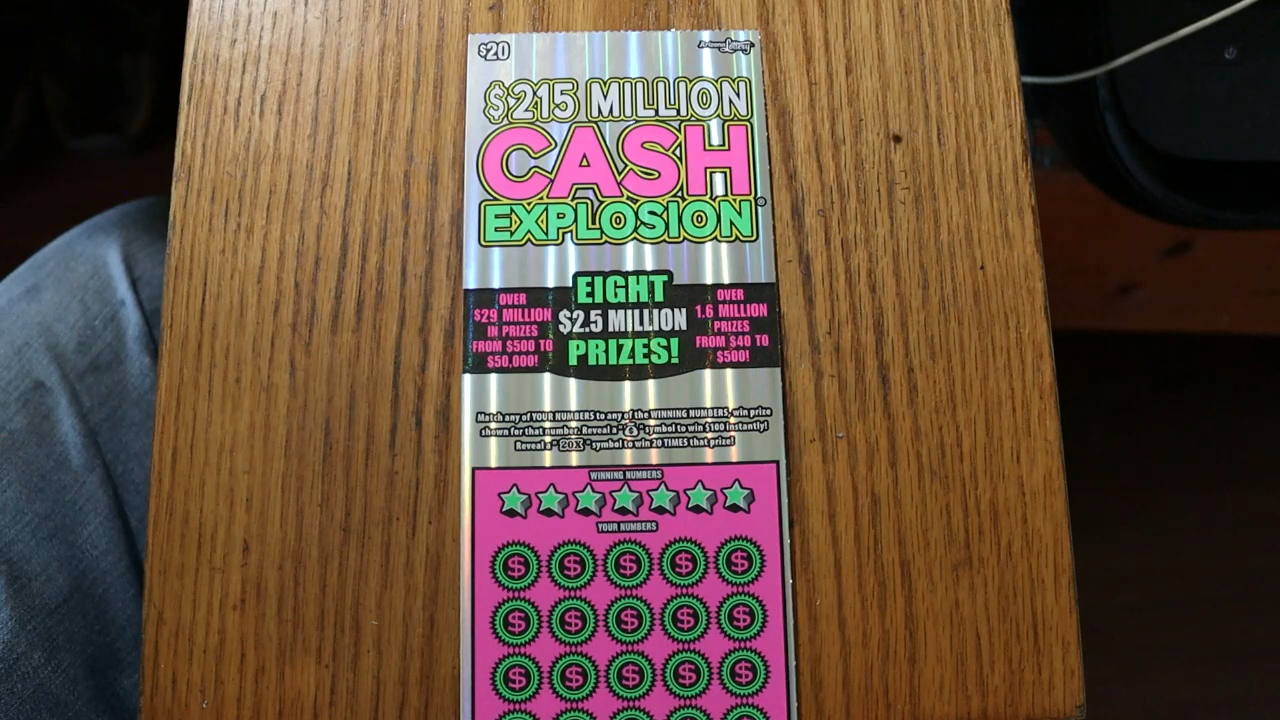 $20
Arizona Lottery
$215 MILLION
CASH
EXPLOSION®
OVER
$29 MILLION
IN PRIZES
FROM $500 TO
$50,000!
EIGHT
$2.5 MILLION
PRIZES!
OVER
1.6 MILLION
PRIZES
FROM $40 TO
$500!
Match any of YOUR NUMBERS to any of the WINNING NUMBERS, win prize
shown for that number. Reveal a "$" symbol to win $100 instantly!
Reveal a "20X" symbol to win 20 TIMES that prize!
WINNING NUMBERS
YOUR NUMBERS
$ $ $ $ $
$ $ $ $ $
$ $ $ $ $